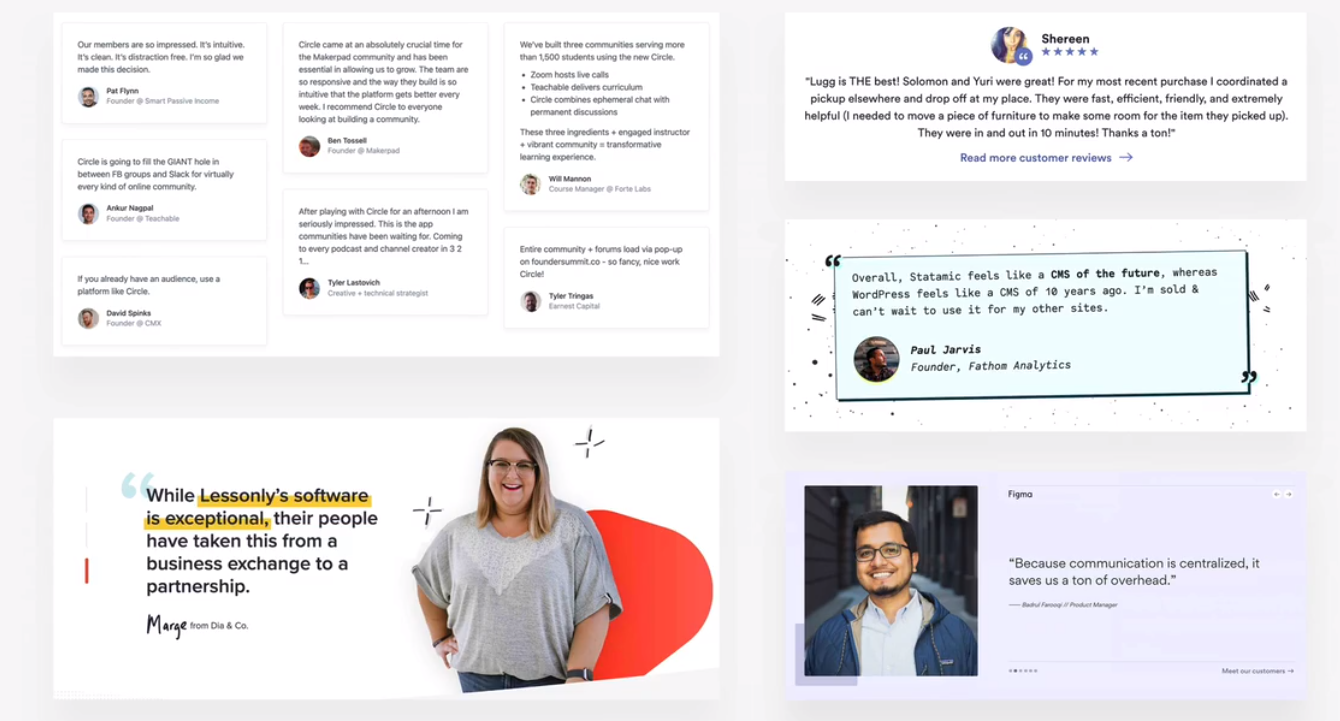 Our members are so impressed. It's intuitive.
It's clean. It's distraction free. I'm so glad we
made this decision.
Pat Flynn
Founder @ Smart Passive Income
Circle is going to fill the GIANT hole in
between FB groups and Slack for virtually
every kind of online community.
Ankur Nagpal
Founder @ Teachable
If you already have an audience, use a
platform like Circle.
David Spinks
Founder @ CMX
Circle came at an absolutely crucial time for
the Makerpad community and has been
essential in allowing us to grow. The team are
so responsive and the way they build is so
intuitive that the platform gets better every
week. I recommend Circle to everyone
looking at building a community.
Ben Tossell
Founder @ Makerpad
After playing with Circle for an afternoon I am
seriously impressed. This is the app
communities have been waiting for. Coming
to every podcast and channel creator in 3 2
1...
Tyler Lastovich
Creative + technical strategist
We've built three communities serving more
than 1,500 students using the new Circle.
• Zoom hosts live calls
• Teachable delivers curriculum
• Circle combines ephemeral chat with
permanent discussions
These three ingredients + engaged instructor
+ vibrant community = transformative
learning experience.
Will Mannon
Course Manager @ Forte Labs
Entire community + forums load via pop-up
on foundersummit.co - so fancy, nice work
Circle!
Tyler Tringas
Earnest Capital
Shereen
★★★★★
"Lugg is THE best! Solomon and Yuri were great! For my most recent purchase I coordinated a
pickup elsewhere and drop off at my place. They were fast, efficient, friendly, and extremely
helpful (I needed to move a piece of furniture to make some room for the item they picked up).
They were in and out in 10 minutes! Thanks a ton!"
Read more customer reviews →
“
Overall, Statamic feels like a CMS of the future, whereas
WordPress feels like a CMS of 10 years ago. I'm sold &
can't wait to use it for my other sites.
Paul Jarvis
Founder, Fathom Analytics
”
“While Lessonly's software
is exceptional, their people
have taken this from a
business exchange to a
partnership.
Marge from Dia & Co.
Figma
← →
“Because communication is centralized, it
saves us a ton of overhead.”
—— Badrul Farooqi // Product Manager
Meet our customers →